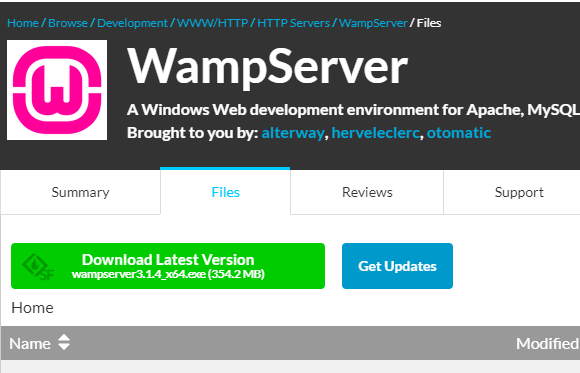 Home / Browse / Development / WWW/HTTP / HTTP Servers / WampServer / Files
W
WampServer
A Windows Web development environment for Apache, MySQL
Brought to you by: alterway, herveleclerc, otomatic
Summary Files Reviews Support
Download Latest Version
SF wampserver3.1.4_x64.exe (354.2 MB)
Get Updates
Home
Name Modified